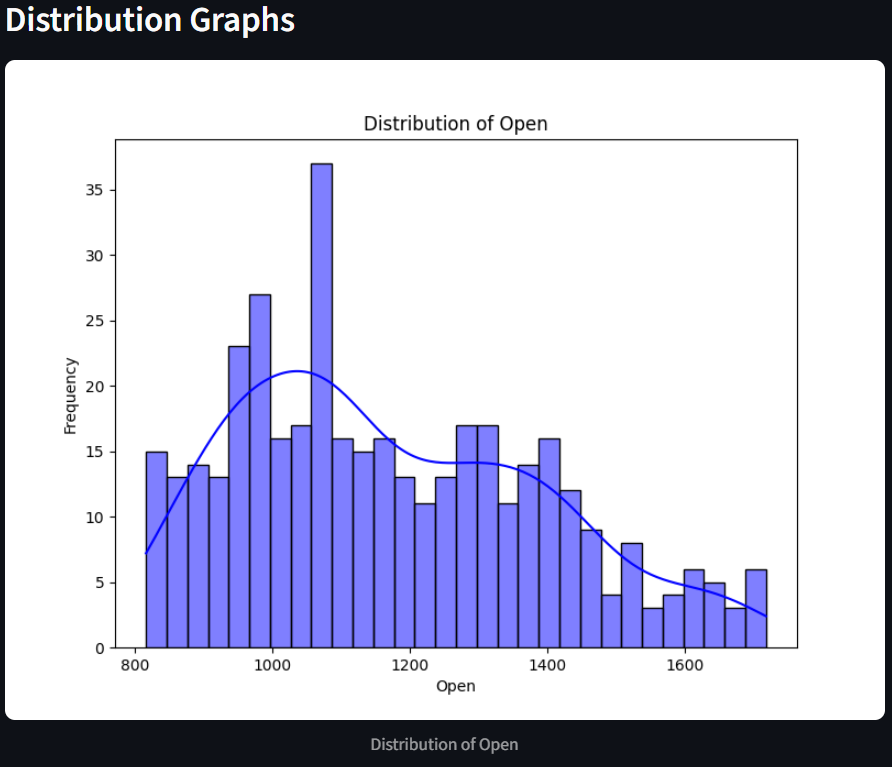 Distribution Graphs
Distribution of Open
35
30
25
20
15
10
5
0
Frequency
800 1000 1200 1400 1600
Open
Distribution of Open